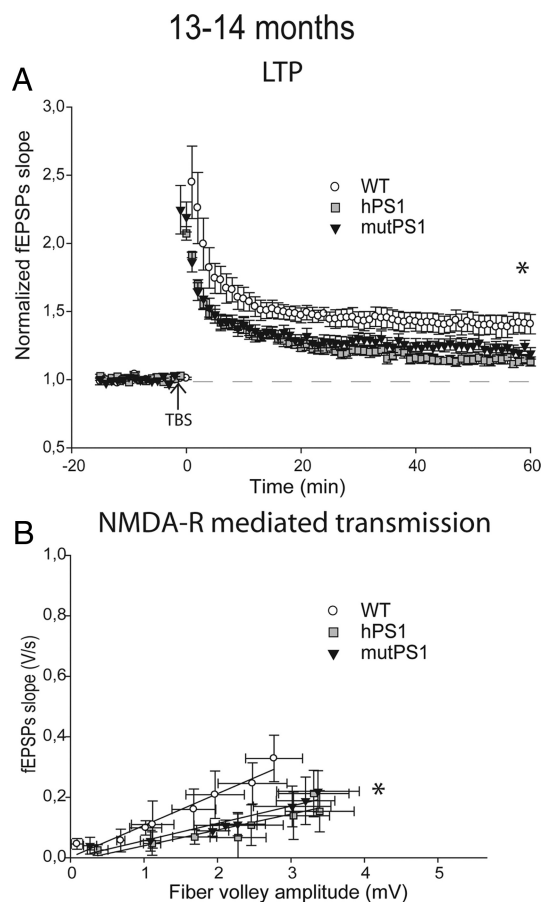 13-14 months
LTP
A
3,0
2,5
2,0
1,5
1,0
0,5
Normalized fEPSPs slope
WT
hPS1
mutPS1
*
TBS
-20
0
20
40
60
Time (min)
NMDA-R mediated transmission
B
1,0
0,8
0,6
0,4
0,2
0,0
fEPSPs slope (V/s)
WT
hPS1
mutPS1
*
0
1
2
3
4
5
Fiber volley amplitude (mV)